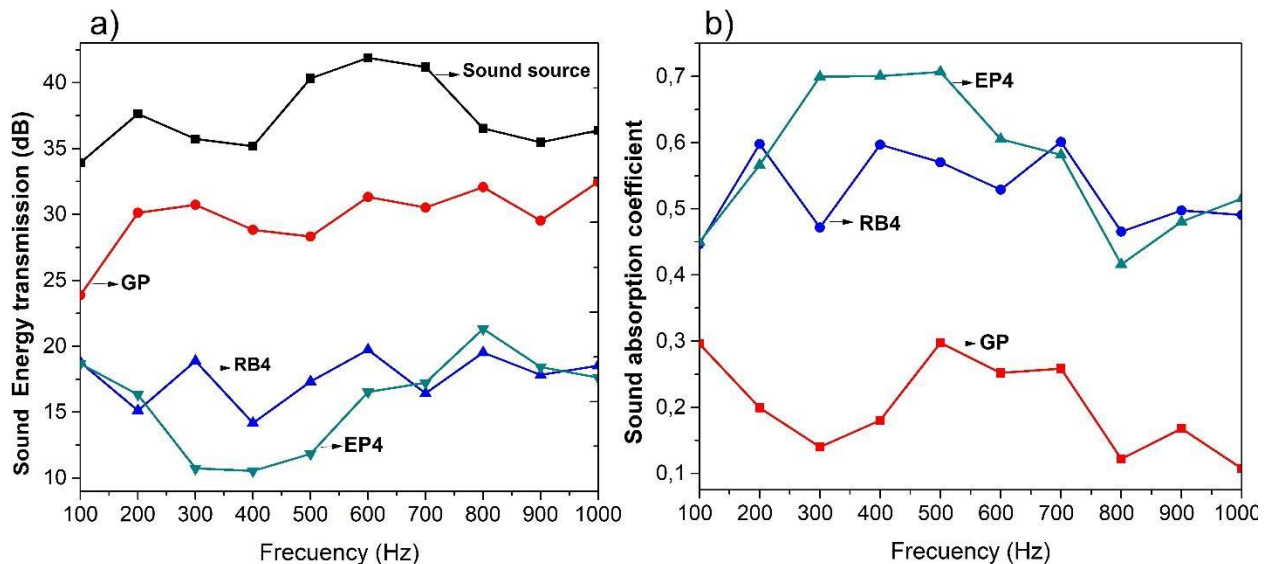 a)
Sound Energy transmission (dB)
40
35
30
25
20
15
10
Sound source
GP
RB4
EP4
100 200 300 400 500 600 700 800 900 1000
Frecuency (Hz)
b)
Sound absorption coefficient
0,7
0,6
0,5
0,4
0,3
0,2
0,1
EP4
RB4
GP
100 200 300 400 500 600 700 800 900 1000
Frecuency (Hz)